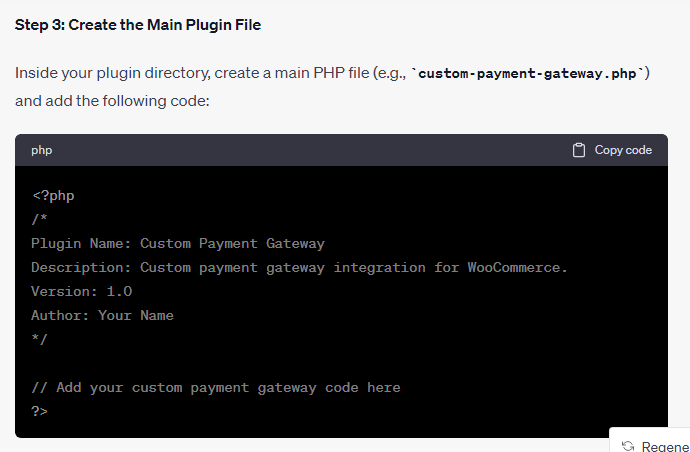 Step 3: Create the Main Plugin File
Inside your plugin directory, create a main PHP file (e.g., `custom-payment-gateway.php`)
and add the following code:
php
Copy code
<?php
/*
Plugin Name: Custom Payment Gateway
Description: Custom payment gateway integration for WooCommerce.
Version: 1.0
Author: Your Name
*/
// Add your custom payment gateway code here
?>
Regene